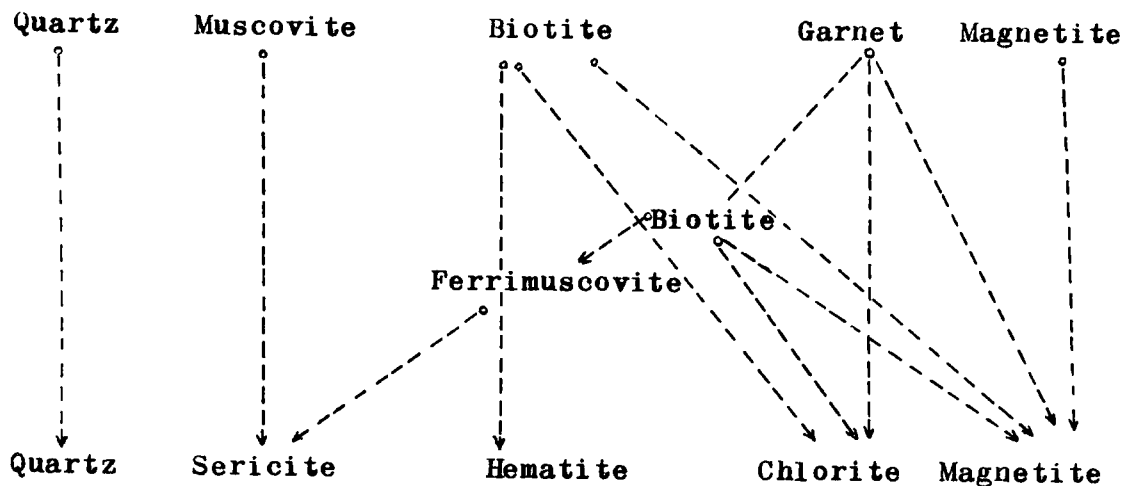 Quartz Muscovite Biotite Garnet Magnetite
Biotite
Ferrimuscovite
Quartz Sericite Hematite Chlorite Magnetite